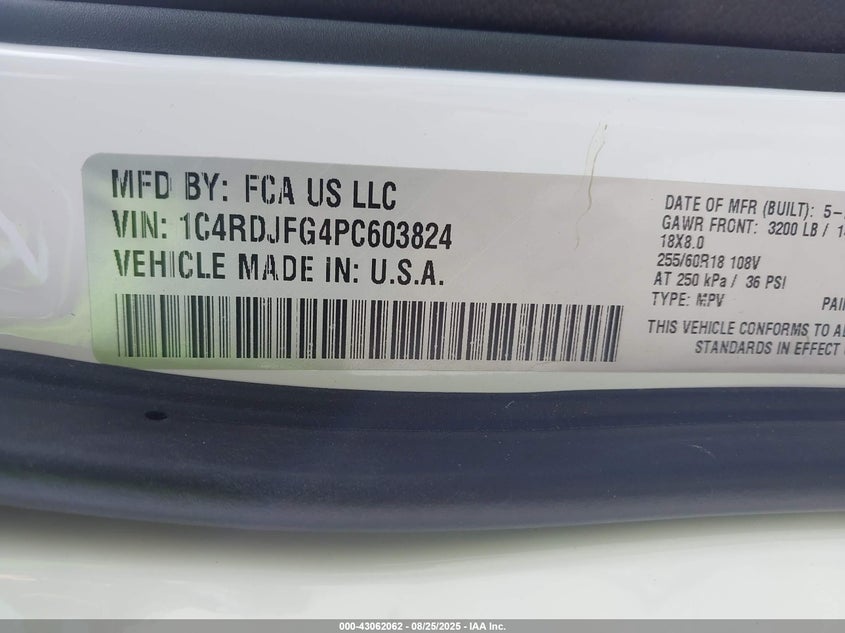 MFD BY: FCA US LLC
VIN: 1C4RDJFG4PC603824
VEHICLE MADE IN: U.S.A.
DATE OF MFR (BUILT): 5-
GAWR FRONT: 3200 LB /
18X8.0
255/60R18 108V
AT 250 kPa / 36 PSI
TYPE: MPV PAI
THIS VEHICLE CONFORMS TO AL
STANDARDS IN EFFECT
000-43062062 - 08/25/2025 - IAA Inc.